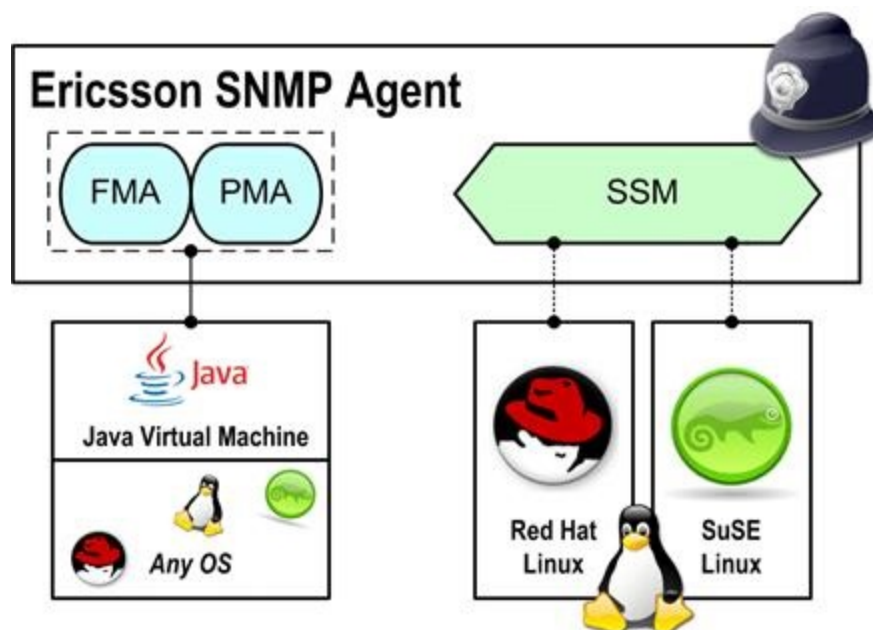 Ericsson SNMP Agent
FMA
PMA
SSM
Java
Java Virtual Machine
Any OS
Red Hat
Linux
SuSE
Linux